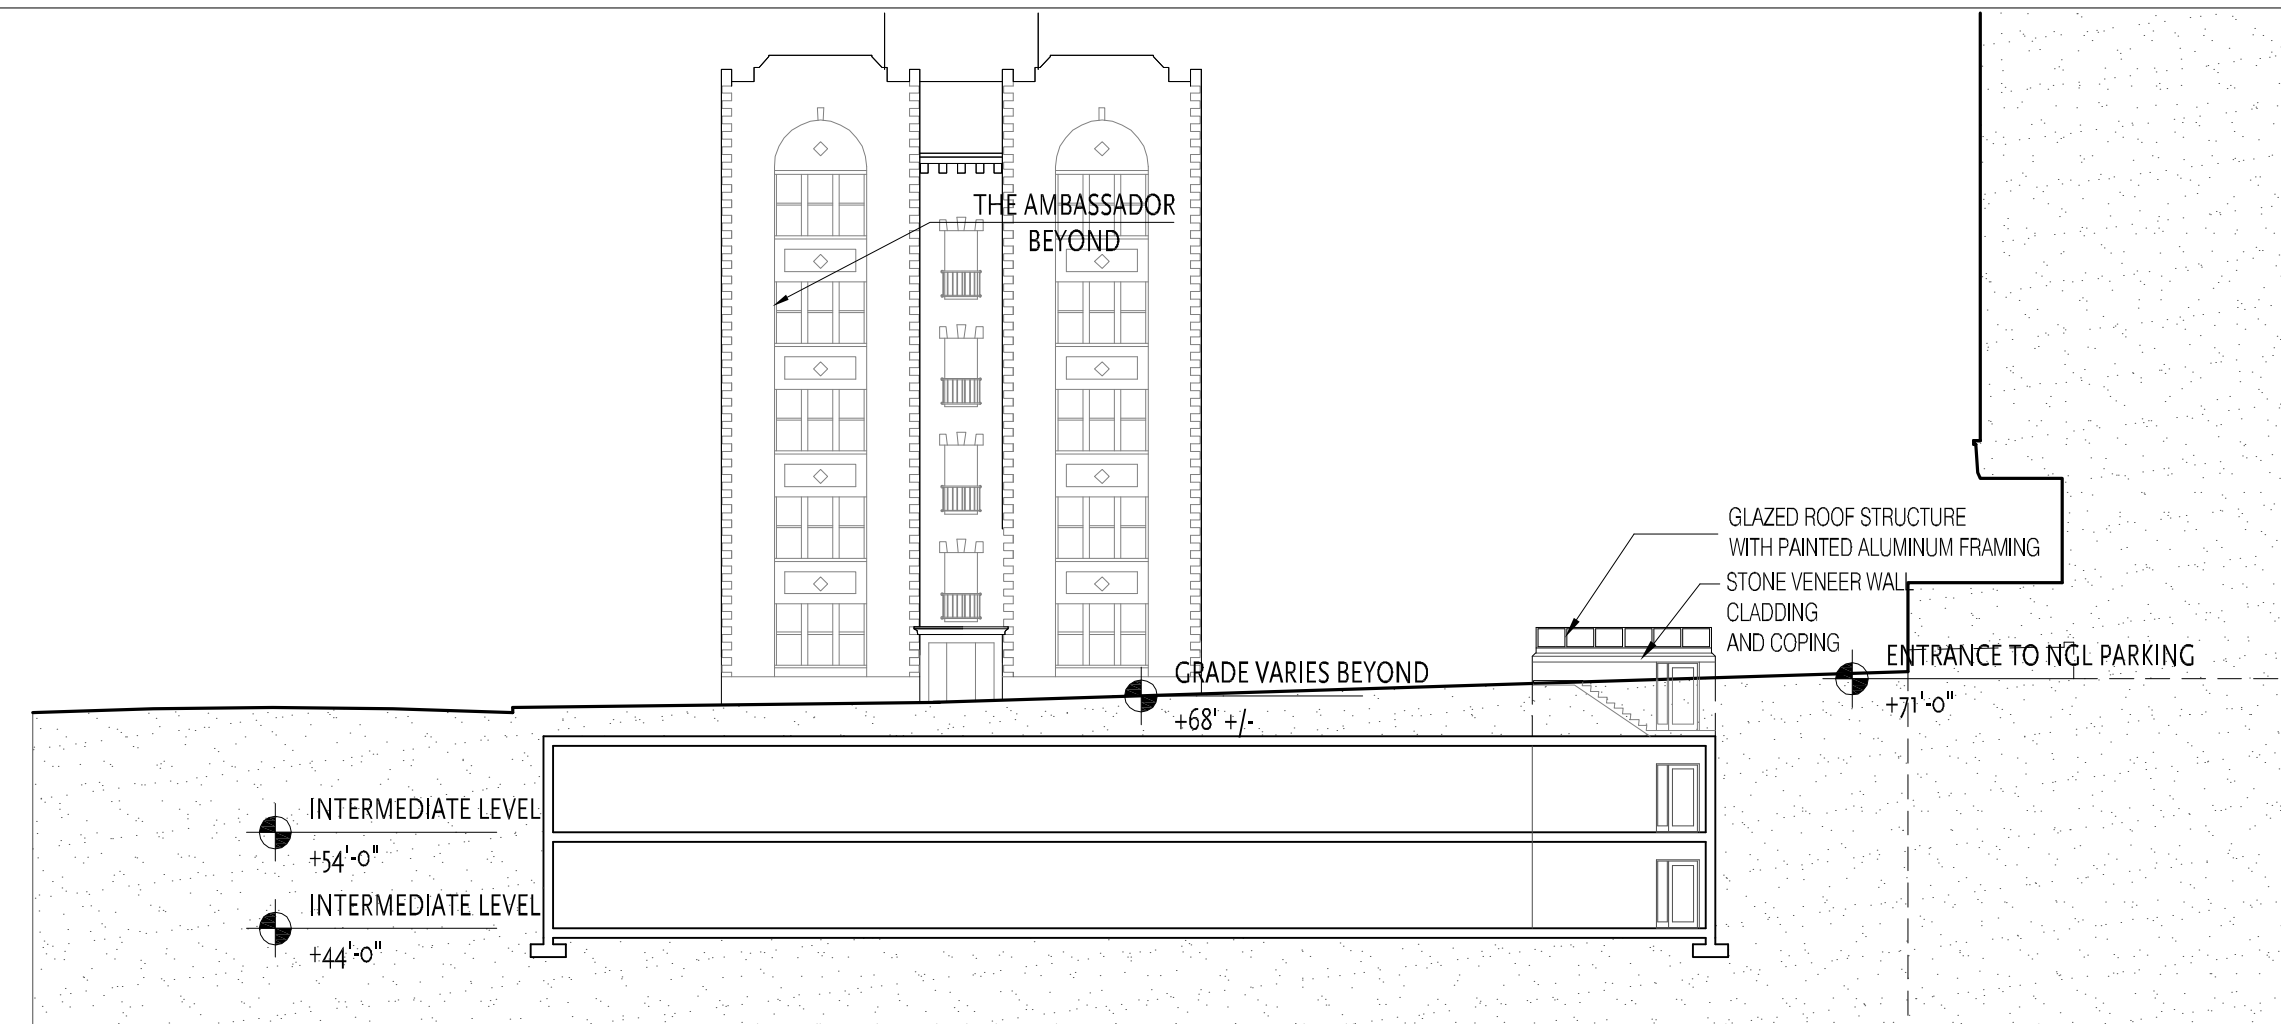 THE AMBASSADOR
BEYOND
GLAZED ROOF STRUCTURE
WITH PAINTED ALUMINUM FRAMING
STONE VENEER WALL
CLADDING
AND COPING
ENTRANCE TO NGL PARKING
+71'-0"
GRADE VARIES BEYOND
+68' +/-
INTERMEDIATE LEVEL
+54'-0"
INTERMEDIATE LEVEL
+44'-0"